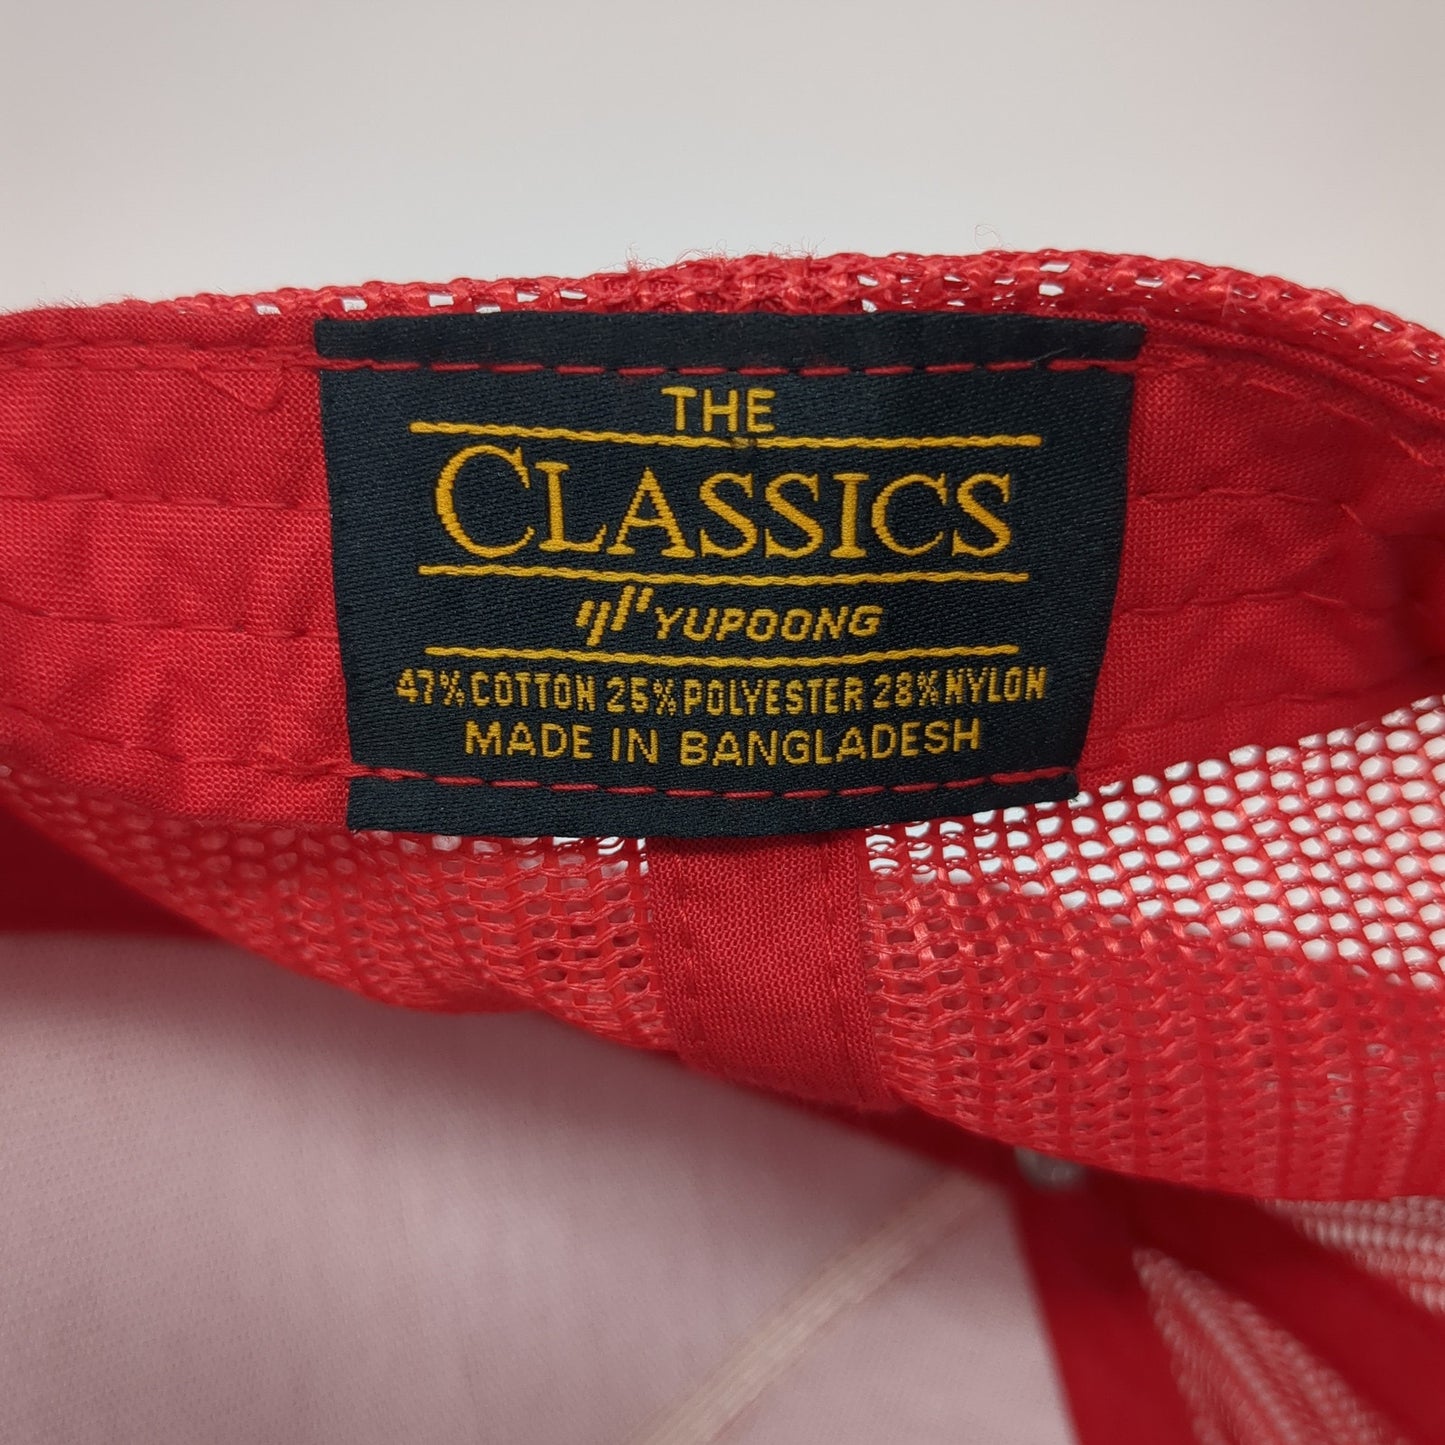 THE
CLASSICS
YUPOONG
47% COTTON 25% POLYESTER 28% NYLON
MADE IN BANGLADESH